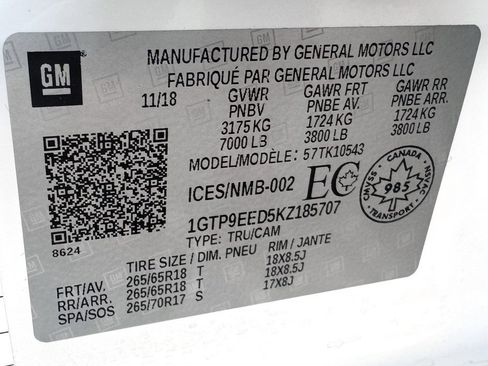 GM
MANUFACTURED BY GENERAL MOTORS LLC
FABRIQUÉ PAR GENERAL MOTORS LLC
11/18 GVWR GAWR FRT GAWR RR
PNBV PNBE AV. PNBE ARR.
3175 KG 1724 KG 1724 KG
7000 LB 3800 LB 3800 LB
MODEL/MODÈLE: 57TK10543
ICES/NMB-002 EC
CANADA
CMVSS 985 NSVAC
TRANSPORT
1GTP9EED5KZ185707
TYPE: TRU/CAM
8624
TIRE SIZE / DIM. PNEU RIM / JANTE
FRT/AV. 265/65R18 T 18X8.5J
RR/ARR. 265/65R18 T 18X8.5J
SPA/SOS 265/70R17 S 17X8J